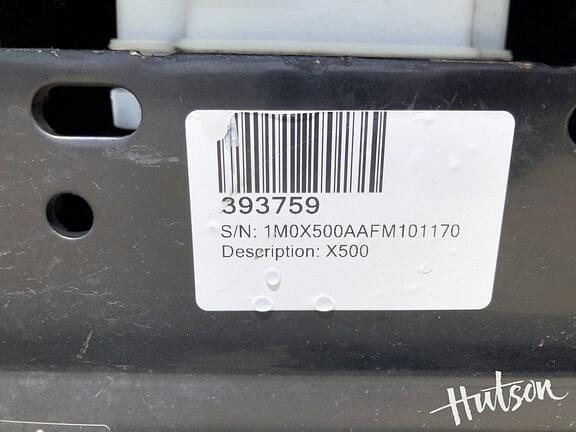 393759
S/N: 1M0X500AAFM101170
Description: X500
Hutson